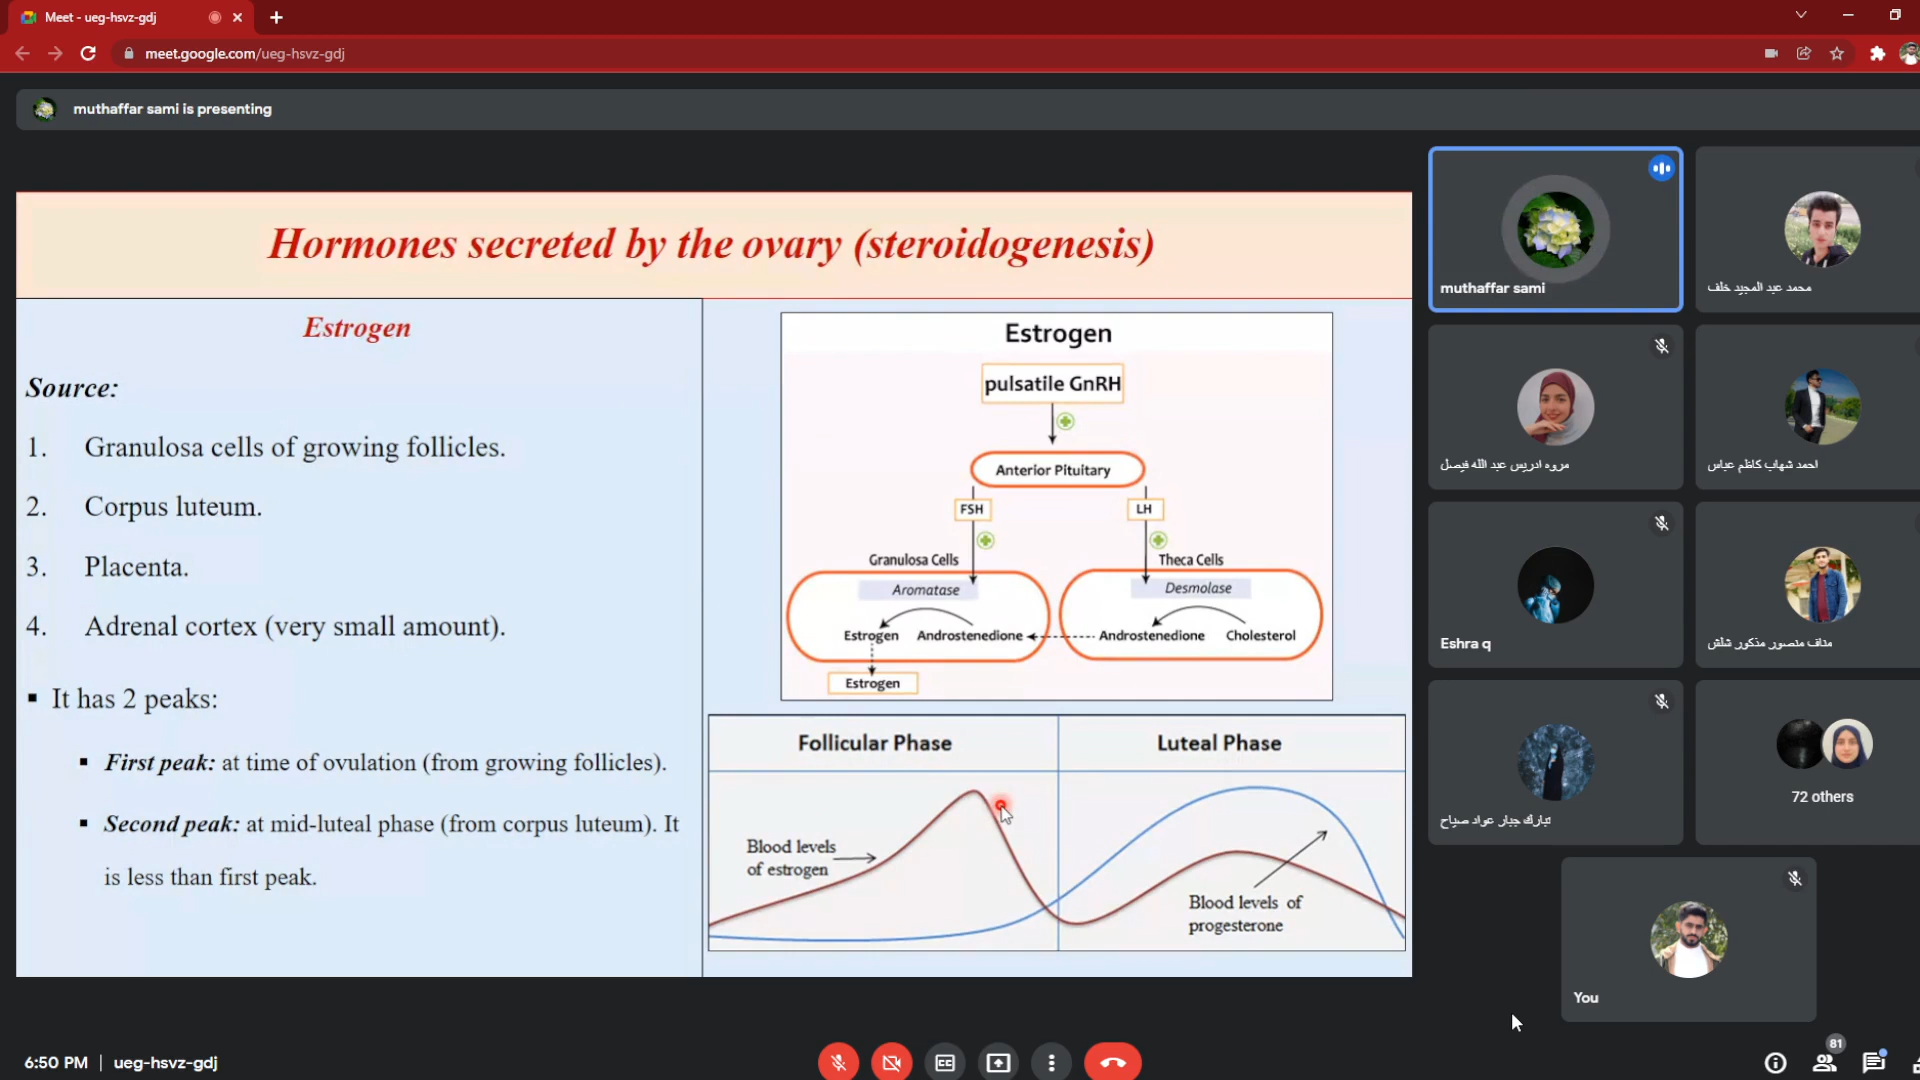 Meet - ueg-hsvz-gdj
meet.google.com/ueg-hsvz-gdj
muthaffar sami is presenting
Hormones secreted by the ovary (steroidogenesis)
Estrogen
Source:
1. Granulosa cells of growing follicles.
2. Corpus luteum.
3. Placenta.
4. Adrenal cortex (very small amount).
▪ It has 2 peaks:
▪ First peak: at time of ovulation (from growing follicles).
▪ Second peak: at mid-luteal phase (from corpus luteum). It
is less than first peak.
Estrogen
pulsatile GnRH
Anterior Pituitary
FSH
LH
Granulosa Cells
Theca Cells
Aromatase
Desmolase
Estrogen Androstenedione
Androstenedione Cholesterol
Estrogen
Follicular Phase
Luteal Phase
Blood levels
of estrogen
Blood levels of
progesterone
muthaffar sami
محمد عبد المجيد خلف
مروه ادريس عبد الله فيصل
احمد شهاب كاظم عباس
Eshra q
مناف منصور مذكور شلش
تبارك جبار عواد صياح
72 others
You
6:50 PM | ueg-hsvz-gdj
CC
81